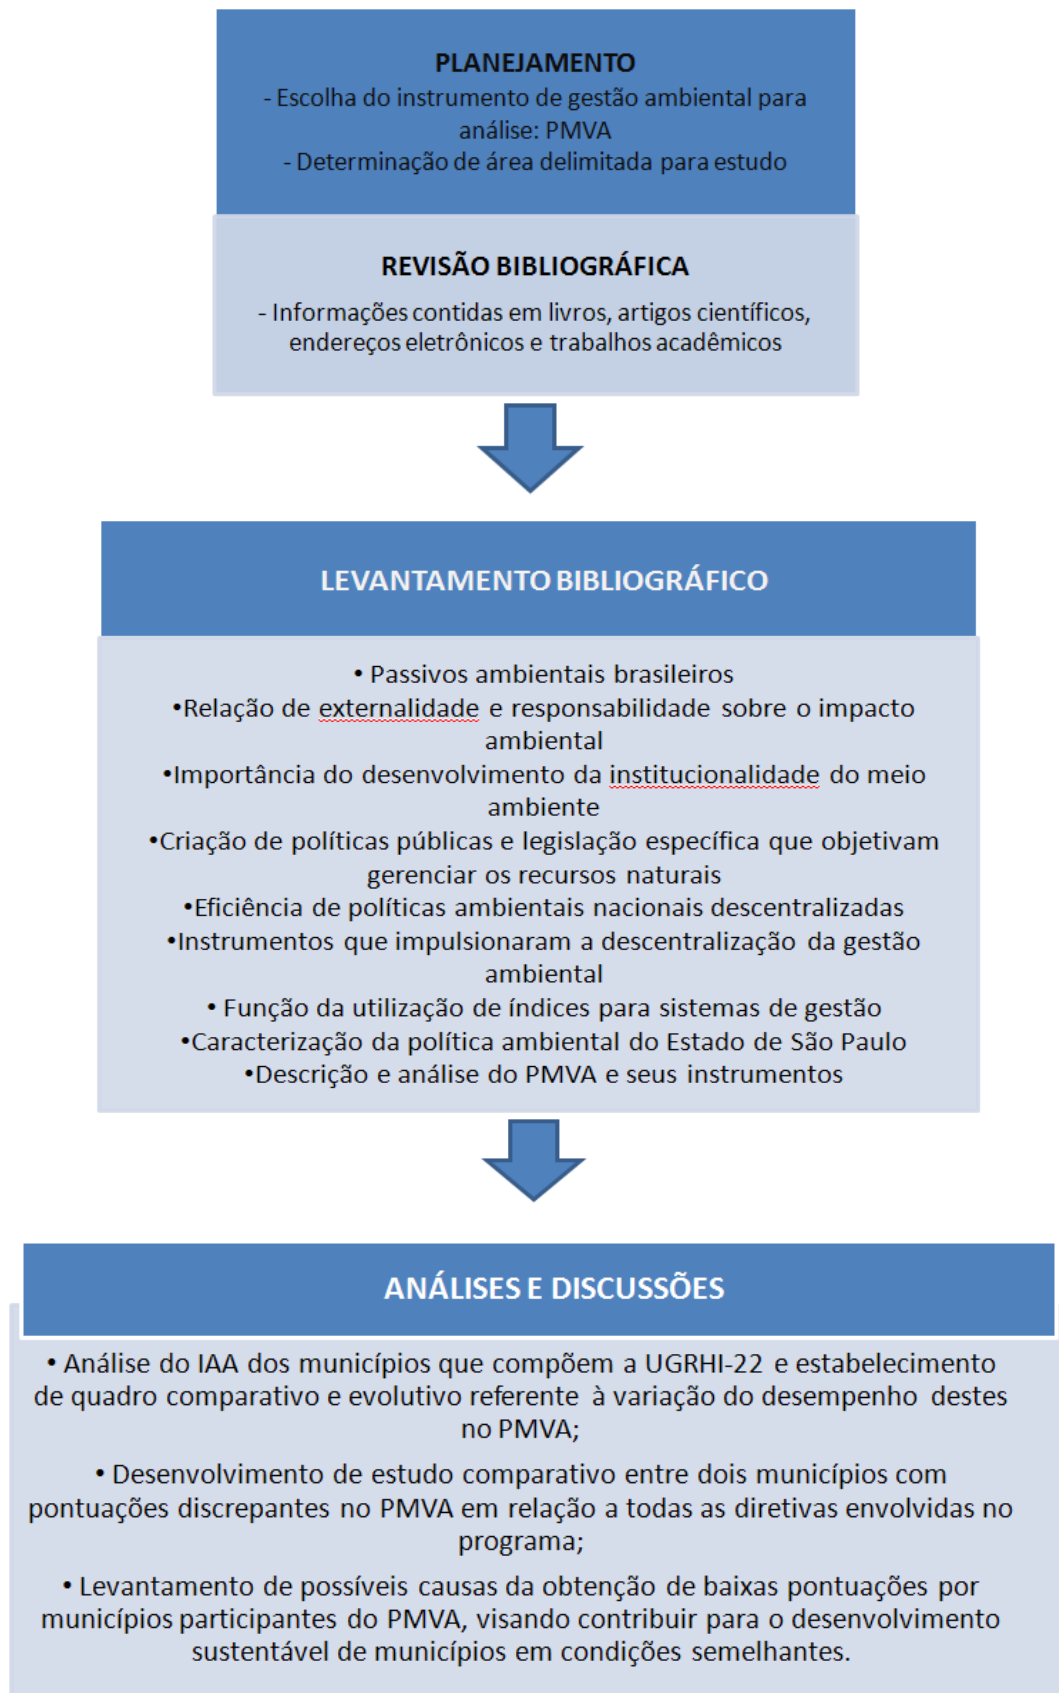 PLANEJAMENTO
- Escolha do instrumento de gestão ambiental para
análise: PMVA
- Determinação de área delimitada para estudo
REVISÃO BIBLIOGRÁFICA
- Informações contidas em livros, artigos científicos,
endereços eletrônicos e trabalhos acadêmicos
LEVANTAMENTO BIBLIOGRÁFICO
• Passivos ambientais brasileiros
•Relação de externalidade e responsabilidade sobre o impacto
ambiental
•Importância do desenvolvimento da institucionalidade do meio
ambiente
•Criação de políticas públicas e legislação específica que objetivam
gerenciar os recursos naturais
•Eficiência de políticas ambientais nacionais descentralizadas
•Instrumentos que impulsionaram a descentralização da gestão
ambiental
• Função da utilização de índices para sistemas de gestão
•Caracterização da política ambiental do Estado de São Paulo
•Descrição e análise do PMVA e seus instrumentos
ANÁLISES E DISCUSSÕES
• Análise do IAA dos municípios que compõem a UGRHI-22 e estabelecimento
de quadro comparativo e evolutivo referente à variação do desempenho destes
no PMVA;
• Desenvolvimento de estudo comparativo entre dois municípios com
pontuações discrepantes no PMVA em relação a todas as diretivas envolvidas no
programa;
• Levantamento de possíveis causas da obtenção de baixas pontuações por
municípios participantes do PMVA, visando contribuir para o desenvolvimento
sustentável de municípios em condições semelhantes.